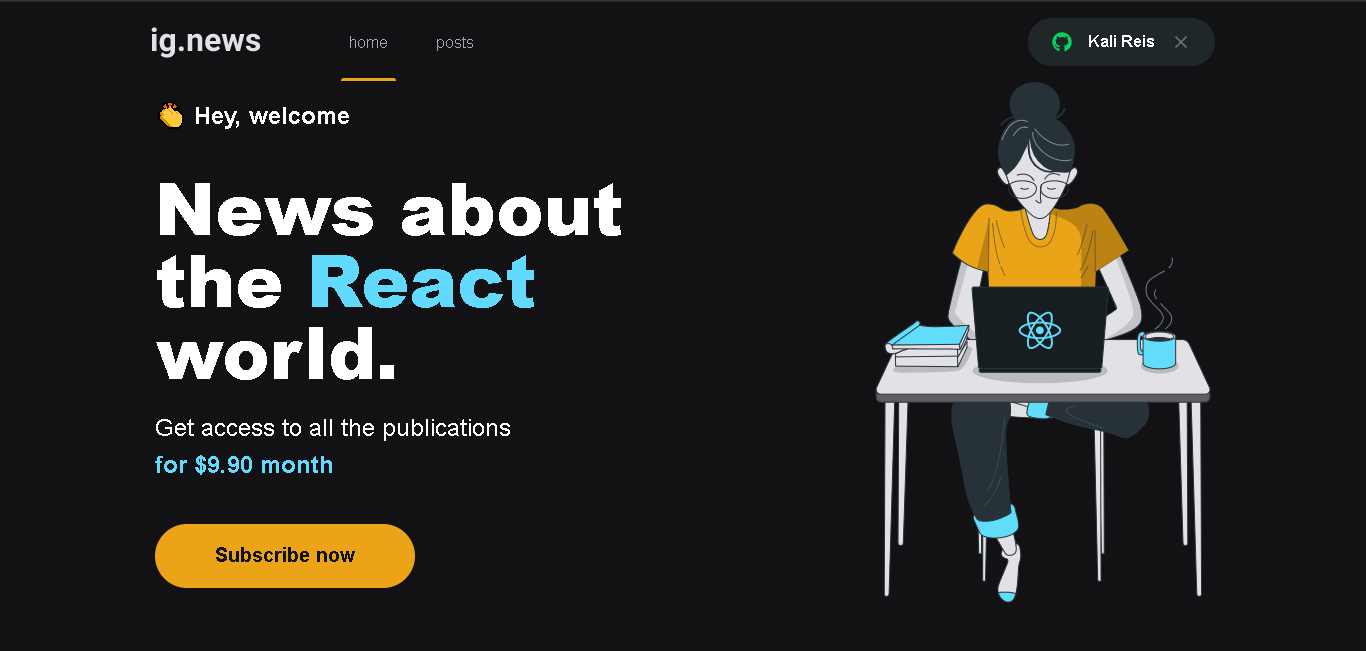 ig.news
home
posts
Kali Reis
👏 Hey, welcome
News about
the React
world.
Get access to all the publications
for $9.90 month
Subscribe now